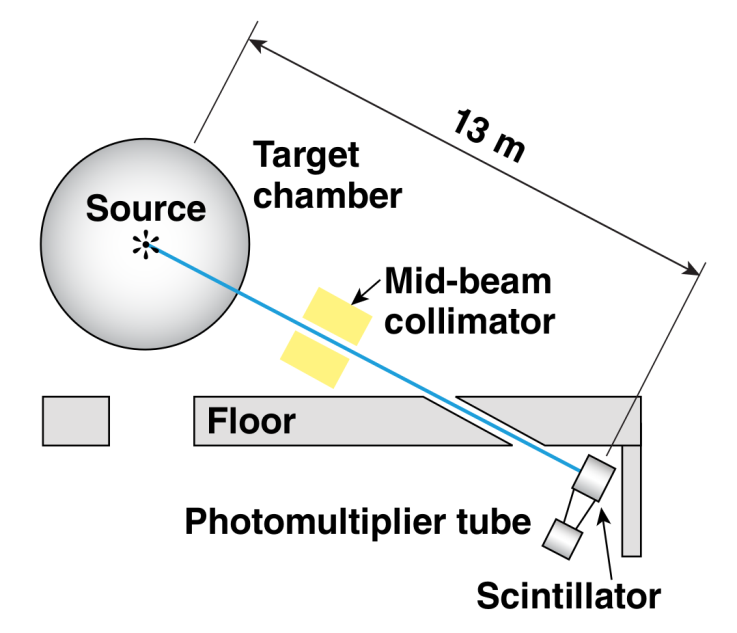 13 m
Target
chamber
Source
Mid-beam
collimator
Floor
Photomultiplier tube
Scintillator